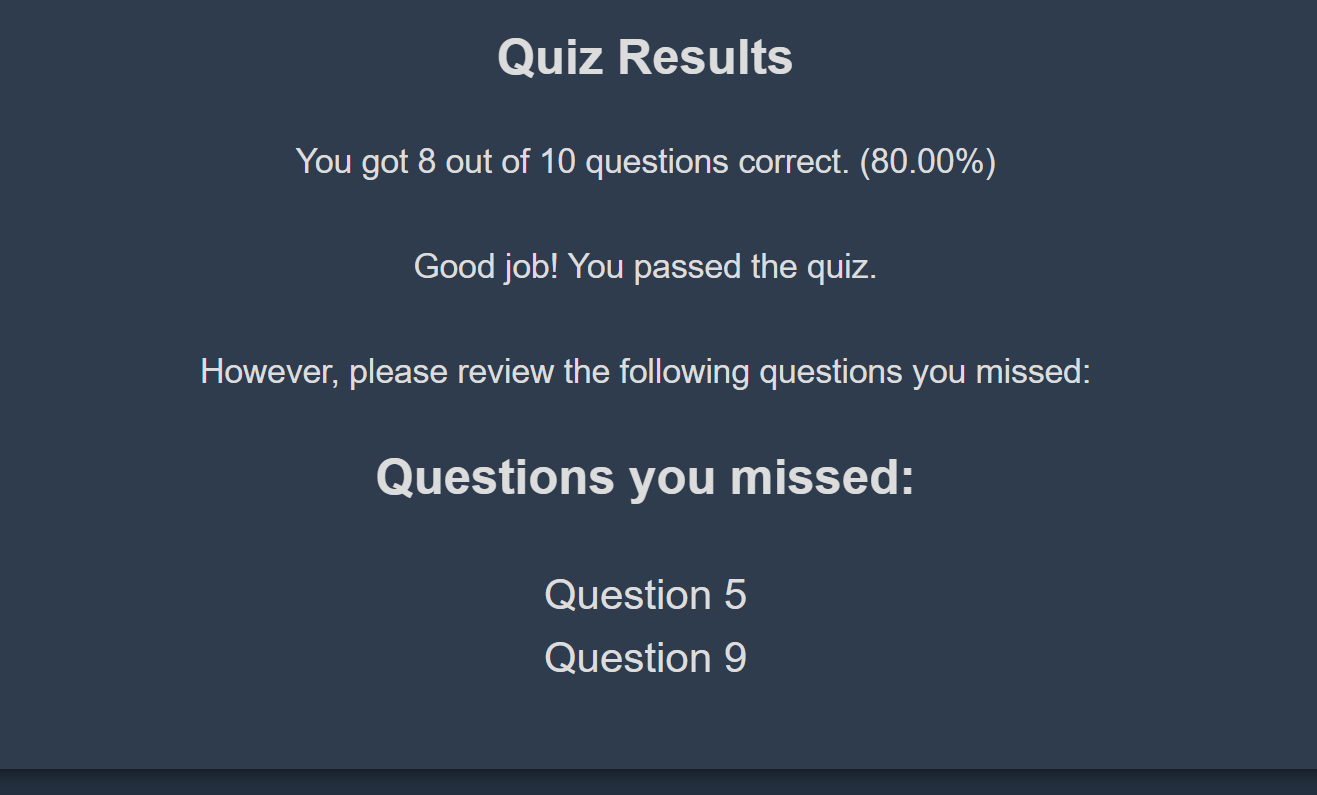 Quiz Results
You got 8 out of 10 questions correct. (80.00%)
Good job! You passed the quiz.
However, please review the following questions you missed:
Questions you missed:
Question 5
Question 9